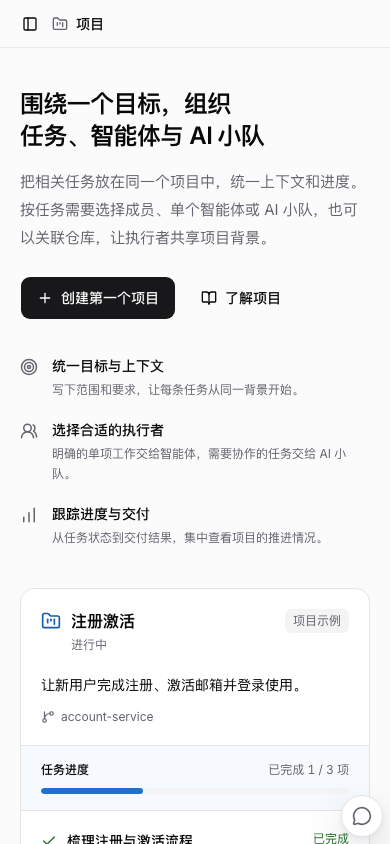 项目
围绕一个目标，组织
任务、智能体与 AI 小队
把相关任务放在同一个项目中，统一上下文和进度。
按任务需要选择成员、单个智能体或 AI 小队，也可
以关联仓库，让执行者共享项目背景。
创建第一个项目
了解项目
统一目标与上下文
写下范围和要求，让每条任务从同一背景开始。
选择合适的执行者
明确的单项工作交给智能体，需要协作的任务交给 AI 小
队。
跟踪进度与交付
从任务状态到交付结果，集中查看项目的推进情况。
注册激活
项目示例
进行中
让新用户完成注册、激活邮箱并登录使用。
account-service
任务进度
已完成 1 / 3 项
梳理注册与激活流程
已完成